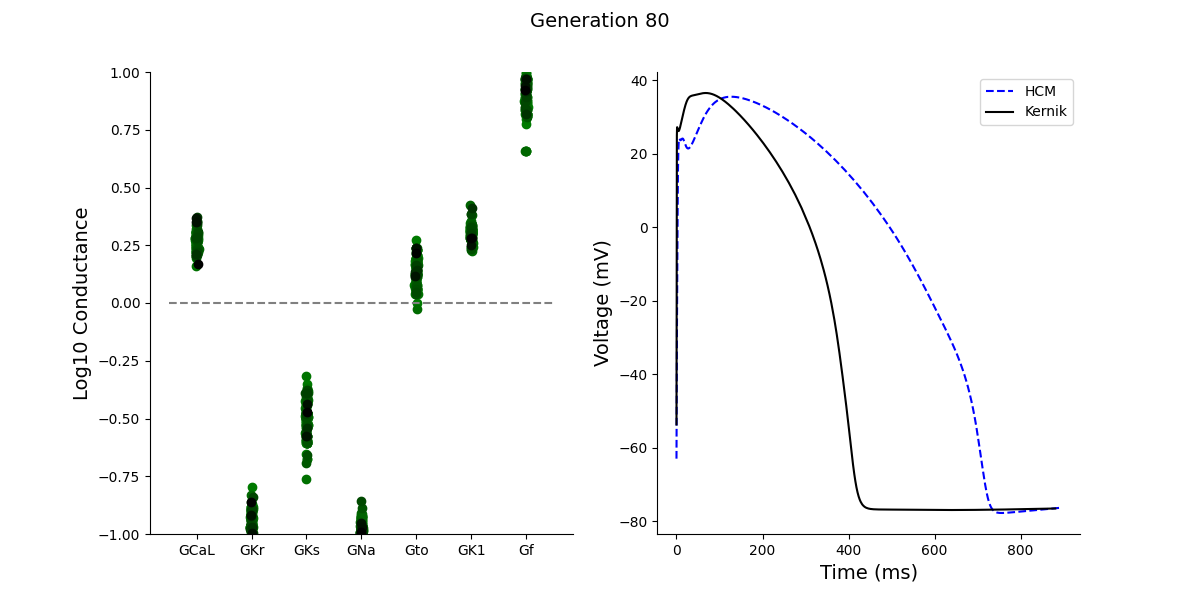 Generation 80
Log10 Conductance
1.00
0.75
0.50
0.25
0.00
−0.25
−0.50
−0.75
−1.00
GCaL GKr GKs GNa Gto GK1 Gf
Voltage (mV)
40
20
0
−20
−40
−60
−80
HCM
Kernik
0 200 400 600 800
Time (ms)